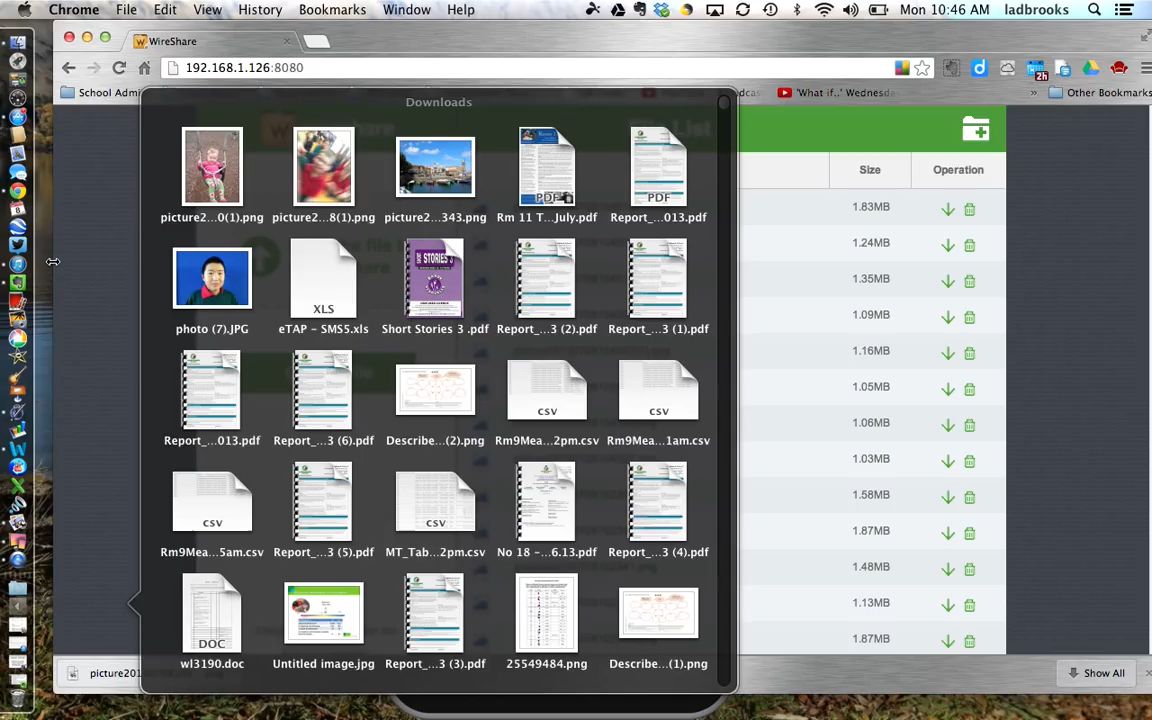 Chrome File Edit View History Bookmarks Window Help Mon 10:46 AM ladbrooks
WireShare
192.168.1.126:8080
2h
School Admi 'What if..' Wednesda » Other Bookmarks
Downloads
Size Operation
picture2...0(1).png picture2...8(1).png picture2...343.png Rm 11 T...July.pdf Report_...013.pdf
PDF PDF
1.83MB
1.24MB
1.35MB
XLS
1.09MB
photo (7).JPG eTAP - SMS5.xls Short Stories 3 .pdf Report_...3 (2).pdf Report_...3 (1).pdf
1.16MB
1.05MB
CSV CSV
1.06MB
Report_...013.pdf Report_...3 (6).pdf Describe...(2).png Rm9Mea...2pm.csv Rm9Mea...1am.csv
1.03MB
1.58MB
CSV CSV
1.87MB
Rm9Mea...5am.csv Report_...3 (5).pdf MT_Tab...2pm.csv No 18 -...6.13.pdf Report_...3 (4).pdf
1.48MB
1.13MB
DOC
1.87MB
wl3190.doc Untitled image.jpg Report_...3 (3).pdf 25549484.png Describe...(1).png
picture201 Show All